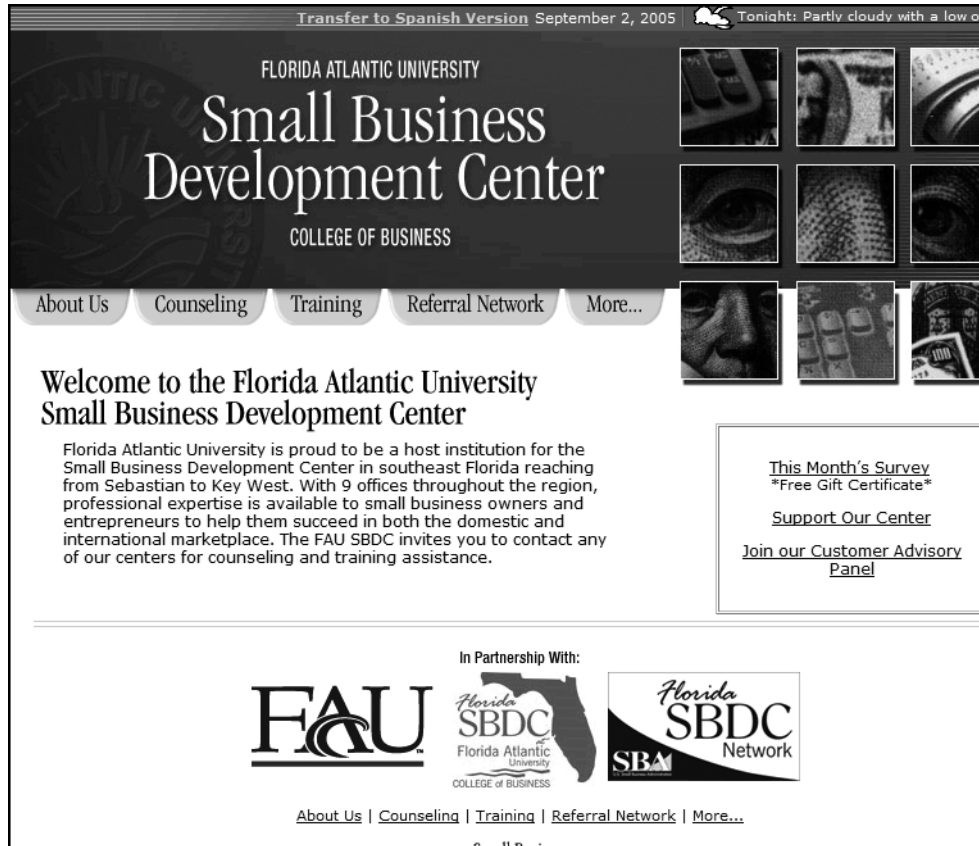 Transfer to Spanish Version September 2, 2005 Tonight: Partly cloudy with a low o
FLORIDA ATLANTIC UNIVERSITY
Small Business
Development Center
COLLEGE OF BUSINESS
About Us Counseling Training Referral Network More...
Welcome to the Florida Atlantic University
Small Business Development Center
Florida Atlantic University is proud to be a host institution for the
Small Business Development Center in southeast Florida reaching
from Sebastian to Key West. With 9 offices throughout the region,
professional expertise is available to small business owners and
entrepreneurs to help them succeed in both the domestic and
international marketplace. The FAU SBDC invites you to contact any
of our centers for counseling and training assistance.
This Month's Survey
*Free Gift Certificate*
Support Our Center
Join our Customer Advisory
Panel
In Partnership With:
FAU
Florida
SBDC
at
Florida Atlantic
University
COLLEGE of BUSINESS
Florida
SBDC
Network
SBA
U.S. Small Business Administration
About Us | Counseling | Training | Referral Network | More...